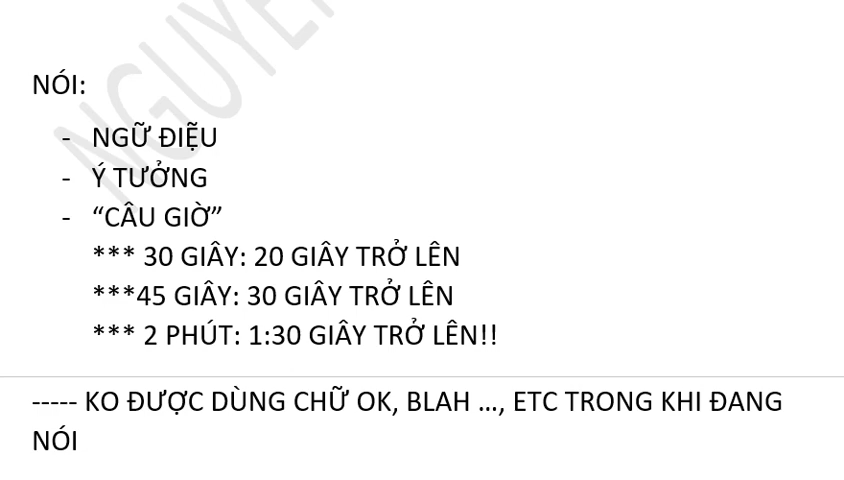 NGUYE
NÓI:
- NGỮ ĐIỆU
- Ý TƯỞNG
- “CÂU GIỜ”
*** 30 GIÂY: 20 GIÂY TRỞ LÊN
***45 GIÂY: 30 GIÂY TRỞ LÊN
*** 2 PHÚT: 1:30 GIÂY TRỞ LÊN!!
----- KO ĐƯỢC DÙNG CHỮ OK, BLAH …, ETC TRONG KHI ĐANG
NÓI